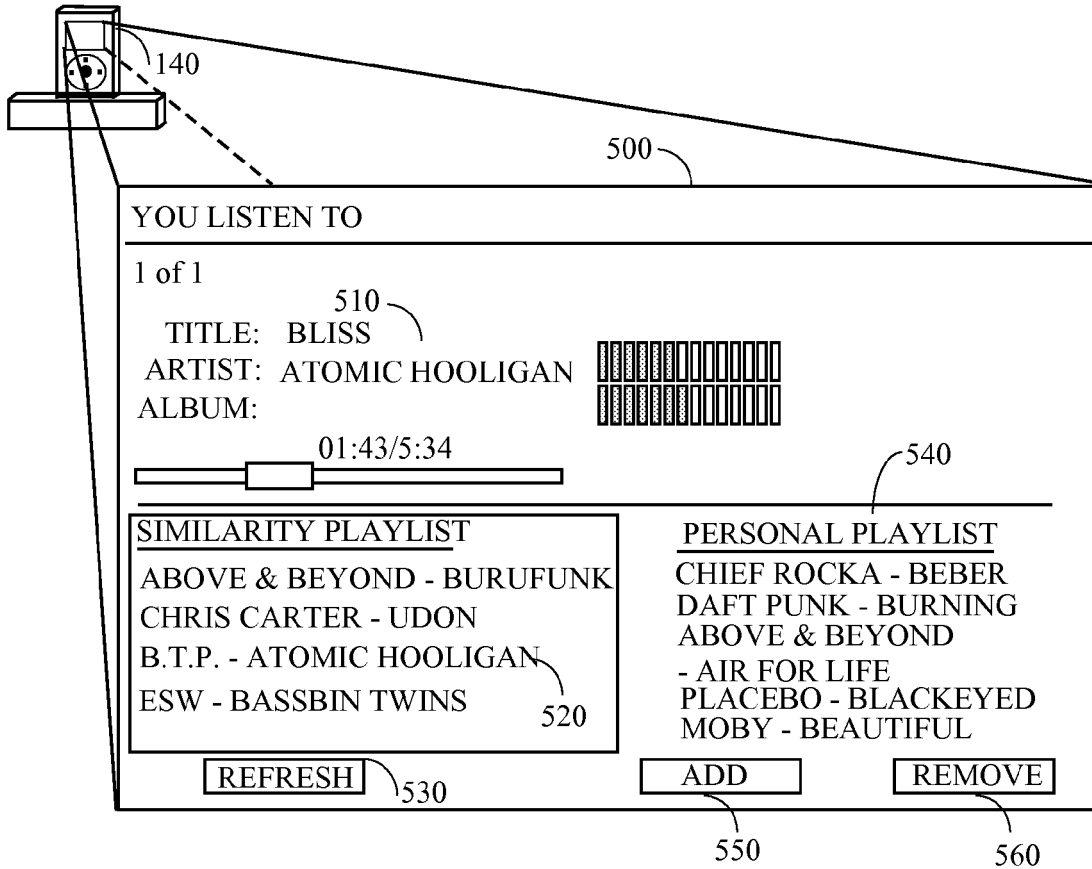 140
500
YOU LISTEN TO
1 of 1
510
TITLE: BLISS
ARTIST: ATOMIC HOOLIGAN
ALBUM:
01:43/5:34
540
SIMILARITY PLAYLIST
ABOVE & BEYOND - BURUFUNK
CHRIS CARTER - UDON
B.T.P. - ATOMIC HOOLIGAN
ESW - BASSBIN TWINS
520
REFRESH
530
PERSONAL PLAYLIST
CHIEF ROCKA - BEBER
DAFT PUNK - BURNING
ABOVE & BEYOND
- AIR FOR LIFE
PLACEBO - BLACKEYED
MOBY - BEAUTIFUL
ADD
REMOVE
550
560